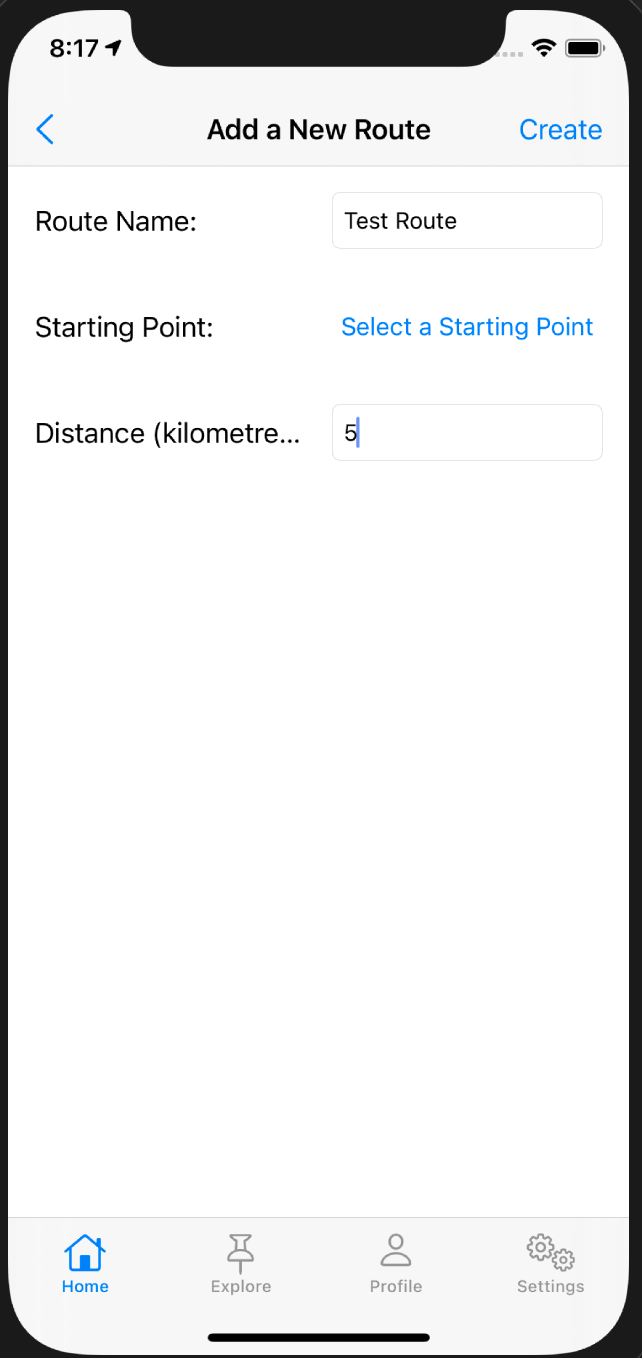 8:17
Add a New Route Create
Route Name: Test Route
Starting Point: Select a Starting Point
Distance (kilometre... 5
Home Explore Profile Settings